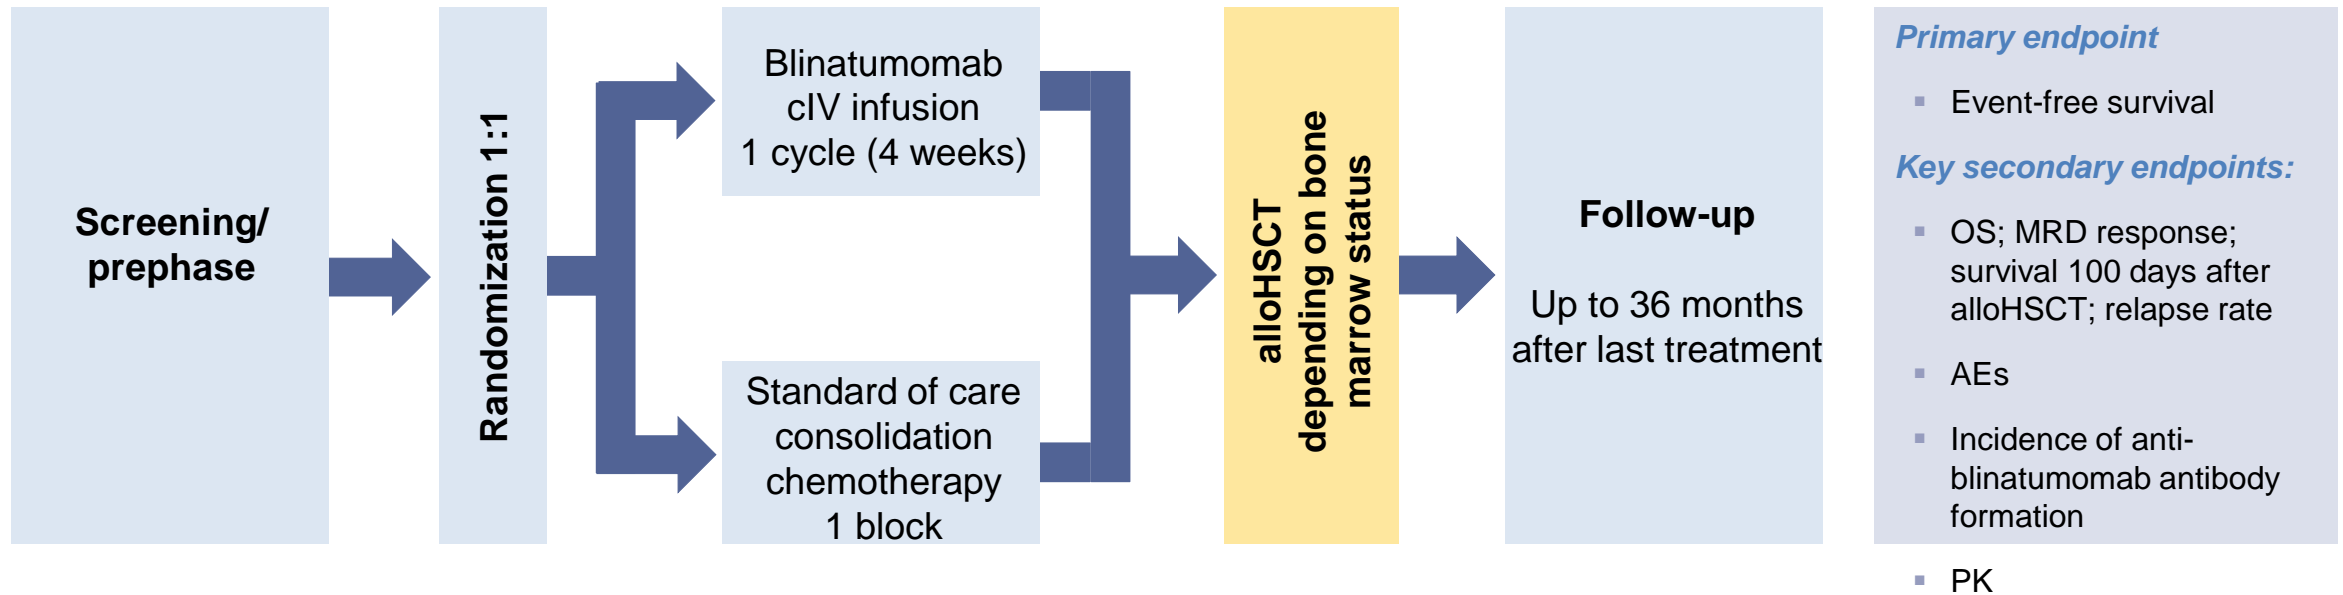 Screening/
prephase
Randomization 1:1
Blinatumomab
cIV infusion
1 cycle (4 weeks)
Standard of care
consolidation
chemotherapy
1 block
alloHSCT
depending on bone
marrow status
Follow-up
Up to 36 months
after last treatment
Primary endpoint
▪ Event-free survival
Key secondary endpoints:
▪ OS; MRD response;
survival 100 days after
alloHSCT; relapse rate
▪ AEs
▪ Incidence of anti-
blinatumomab antibody
formation
▪ PK